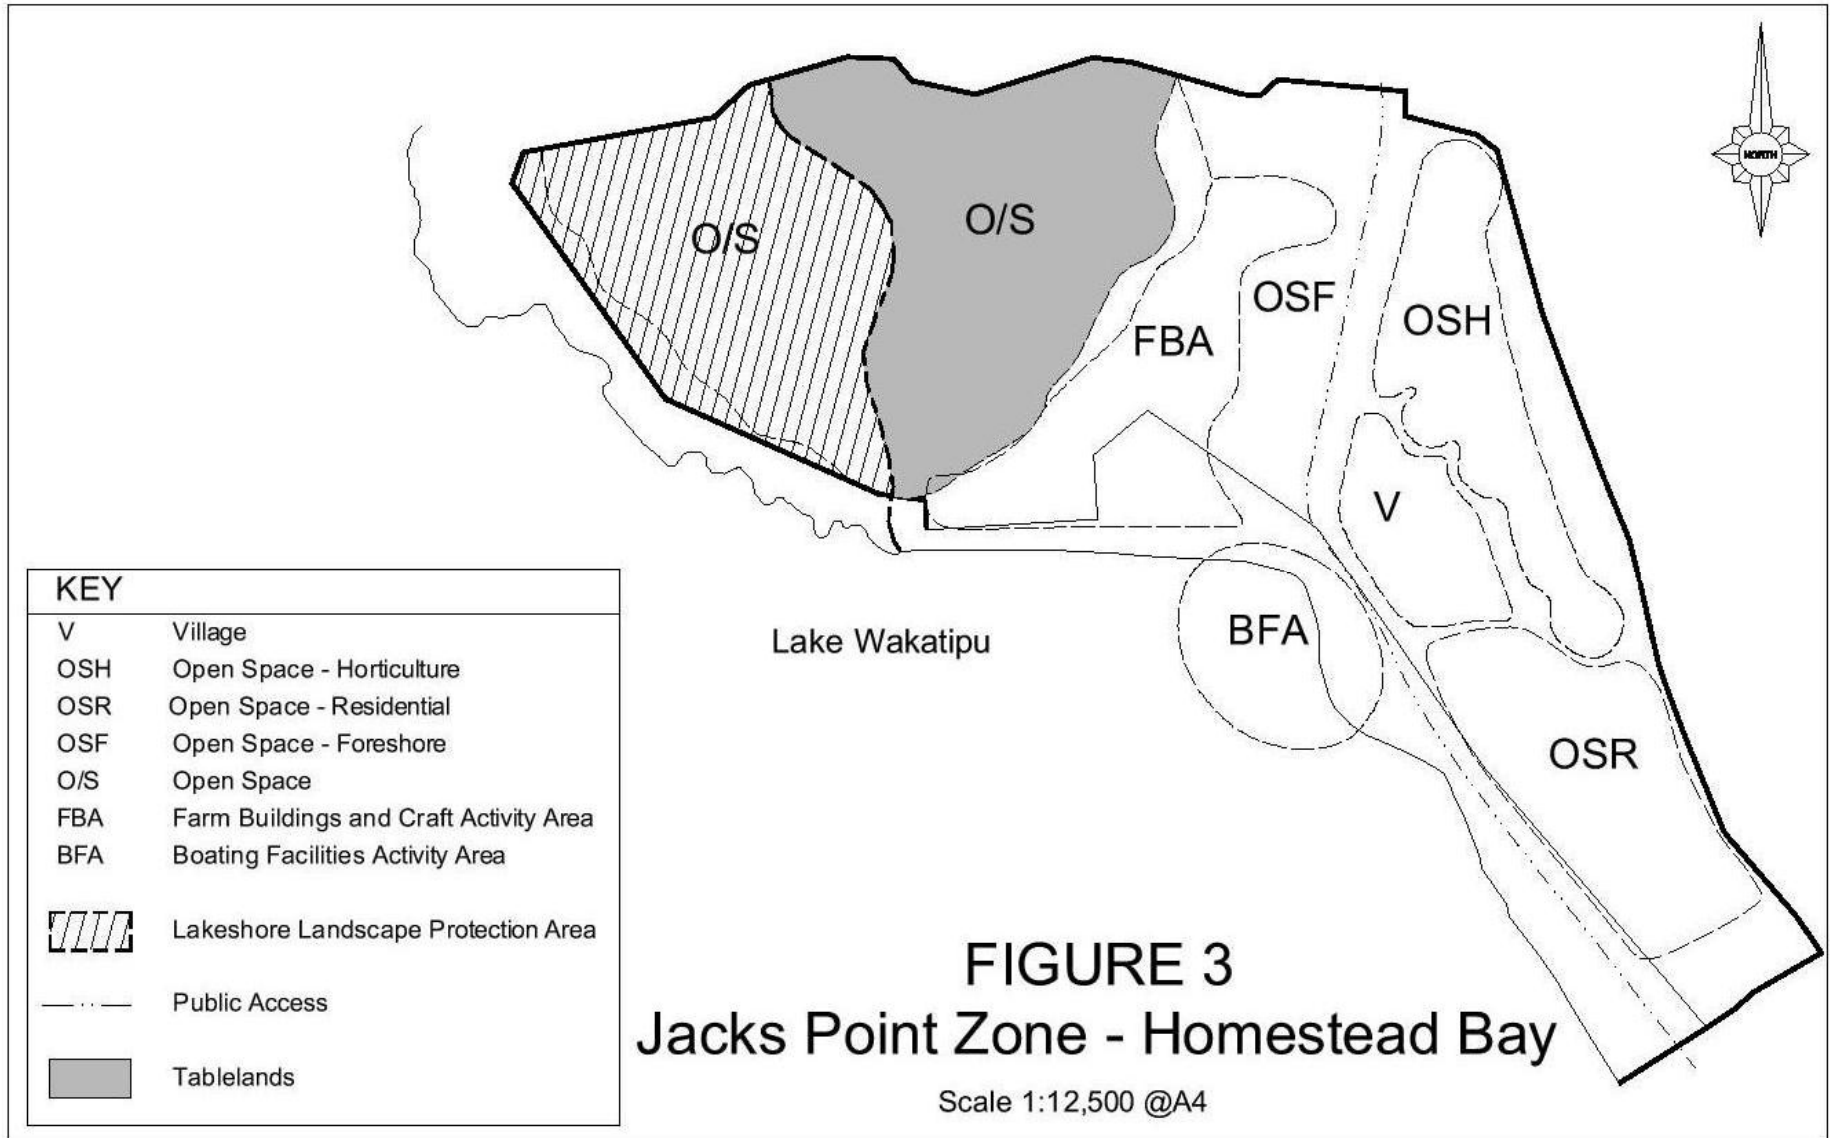 NORTH
O/S
O/S
OSF
OSH
FBA
V
BFA
Lake Wakatipu
OSR
KEY
V Village
OSH Open Space - Horticulture
OSR Open Space - Residential
OSF Open Space - Foreshore
O/S Open Space
FBA Farm Buildings and Craft Activity Area
BFA Boating Facilities Activity Area
Lakeshore Landscape Protection Area
Public Access
Tablelands
FIGURE 3
Jacks Point Zone - Homestead Bay
Scale 1:12,500 @A4